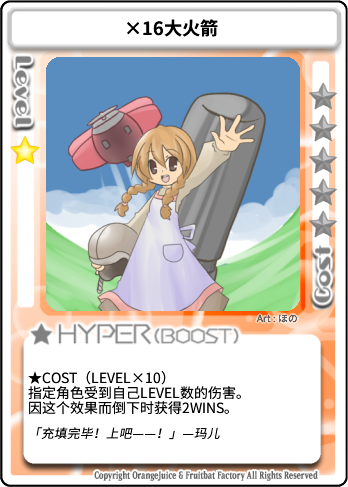 ×16大火箭
Level
Cost
Art : ほの
HYPER(BOOST)
★COST（LEVEL×10）
指定角色受到自己LEVEL数的伤害。
因这个效果而倒下时获得2WINS。
「充填完毕！上吧——！」—玛儿
Copyright OrangeJuice & Fruitbat Factory All Rights Reserved